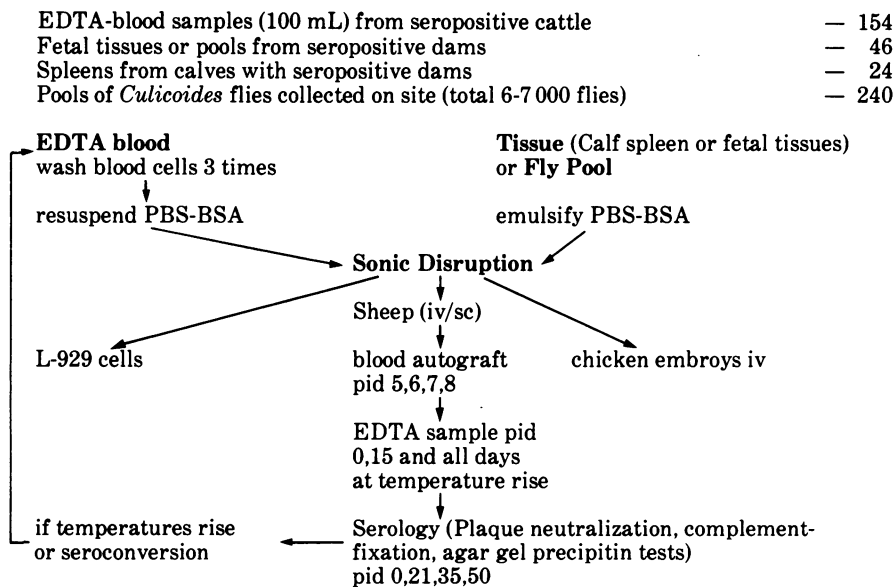 EDTA-blood samples (100 mL) from seropositive cattle — 154
Fetal tissues or pools from seropositive dams — 46
Spleens from calves with seropositive dams — 24
Pools of Culicoides flies collected on site (total 6-7 000 flies) — 240
EDTA blood
wash blood cells 3 times
resuspend PBS-BSA
Tissue (Calf spleen or fetal tissues)
or Fly Pool
emulsify PBS-BSA
Sonic Disruption
Sheep (iv/sc)
L-929 cells
blood autograft
pid 5,6,7,8
chicken embroys iv
EDTA sample pid
0,15 and all days
at temperature rise
Serology (Plaque neutralization, complement-
fixation, agar gel precipitin tests)
pid 0,21,35,50
if temperatures rise
or seroconversion